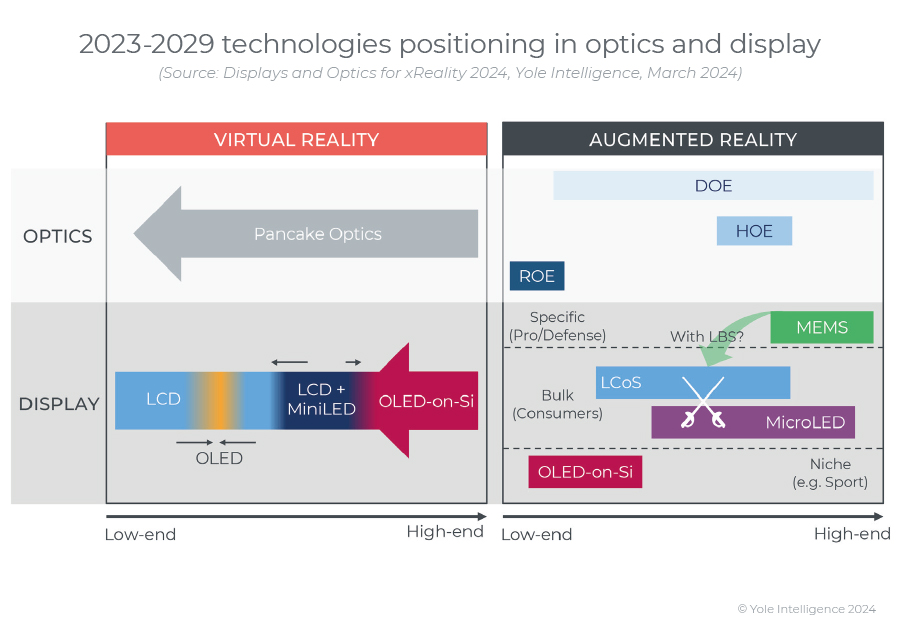 2023-2029 technologies positioning in optics and display
(Source: Displays and Optics for xReality 2024, Yole Intelligence, March 2024)
VIRTUAL REALITY
AUGMENTED REALITY
OPTICS
Pancake Optics
DOE
HOE
ROE
DISPLAY
LCD
OLED
LCD +
MiniLED
OLED-on-Si
Specific
(Pro/Defense)
With LBS?
MEMS
Bulk
(Consumers)
LCoS
MicroLED
OLED-on-Si
Niche
(e.g. Sport)
Low-end
High-end
Low-end
High-end
© Yole Intelligence 2024